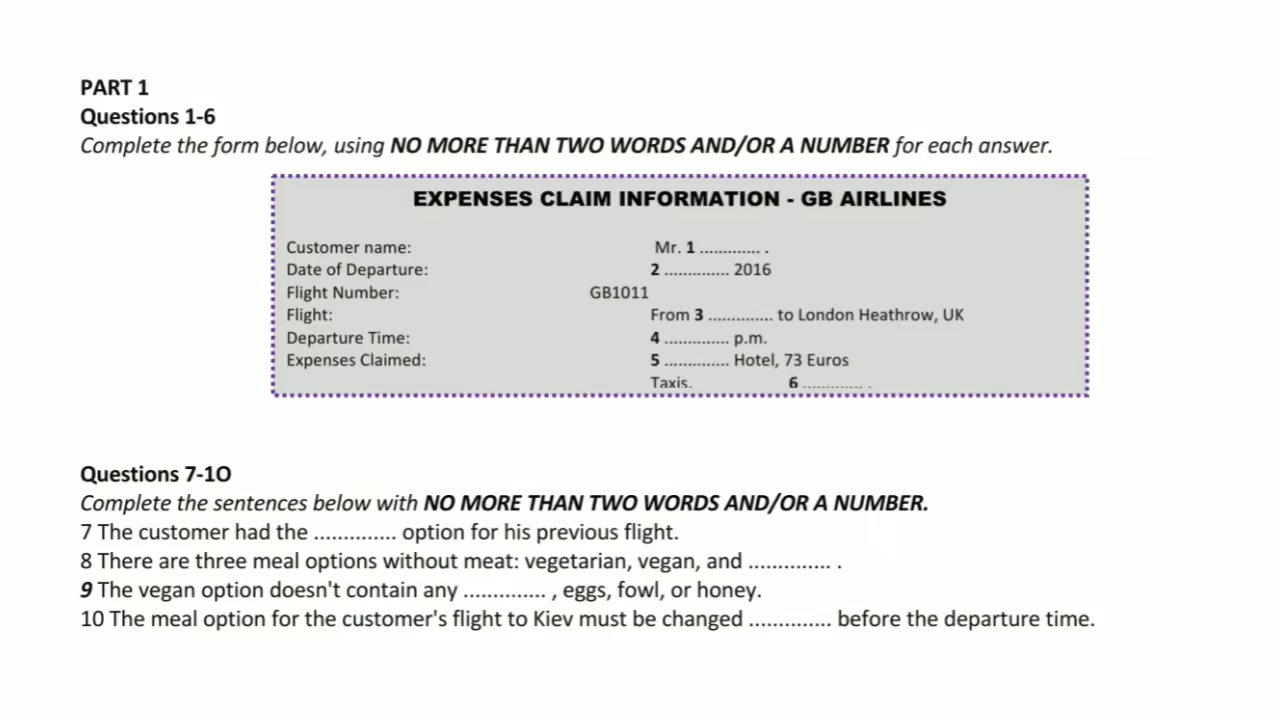 PART 1
Questions 1-6
Complete the form below, using NO MORE THAN TWO WORDS AND/OR A NUMBER for each answer.
EXPENSES CLAIM INFORMATION - GB AIRLINES
Customer name: Mr. 1 ............. .
Date of Departure: 2 ............. 2016
Flight Number: GB1011
Flight: From 3 ............. to London Heathrow, UK
Departure Time: 4 ............. p.m.
Expenses Claimed: 5 ............. Hotel, 73 Euros
Taxis. 6 ............. .
Questions 7-1O
Complete the sentences below with NO MORE THAN TWO WORDS AND/OR A NUMBER.
7 The customer had the .............. option for his previous flight.
8 There are three meal options without meat: vegetarian, vegan, and .............. .
9 The vegan option doesn't contain any .............. , eggs, fowl, or honey.
10 The meal option for the customer's flight to Kiev must be changed .............. before the departure time.